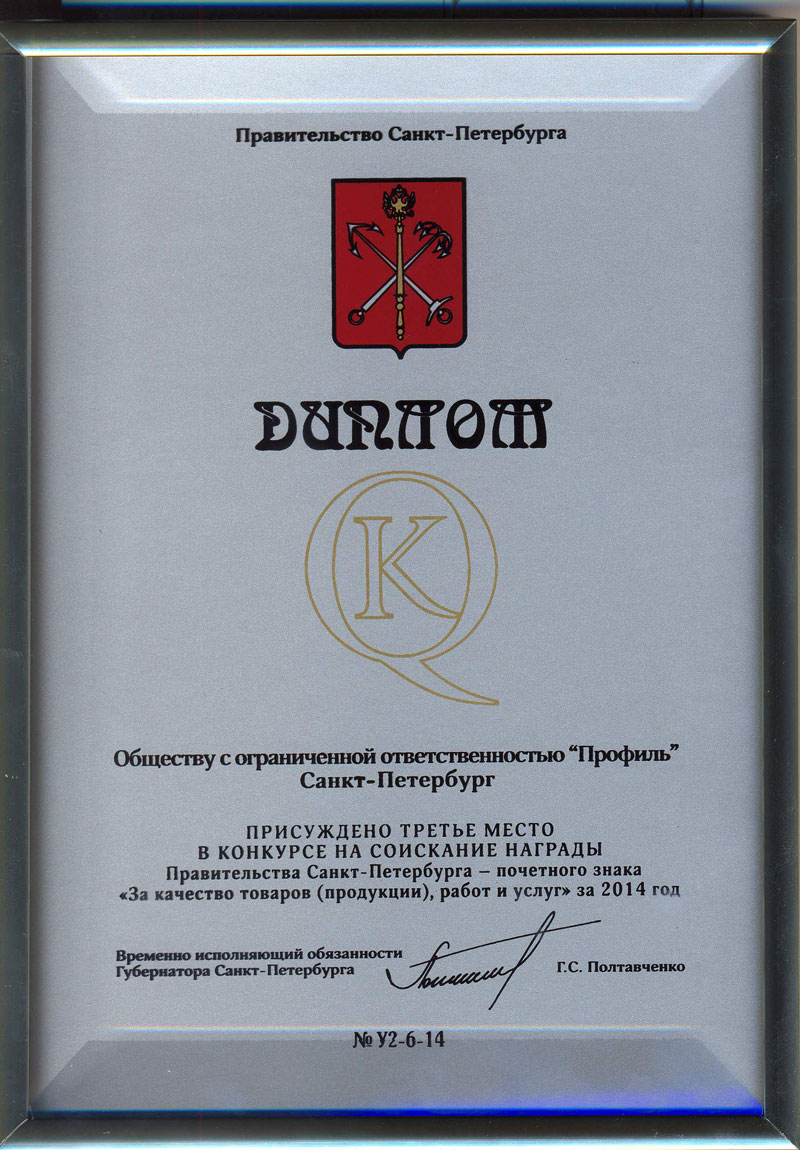 Правительство Санкт-Петербурга
ДИПЛОМ
QK
Обществу с ограниченной ответственностью “Профиль”
Санкт-Петербург
ПРИСУЖДЕНО ТРЕТЬЕ МЕСТО
В КОНКУРСЕ НА СОИСКАНИЕ НАГРАДЫ
Правительства Санкт-Петербурга – почетного знака
«За качество товаров (продукции), работ и услуг» за 2014 год
Временно исполняющий обязанности
Губернатора Санкт-Петербурга
Г.С. Полтавченко
№ У2-6-14